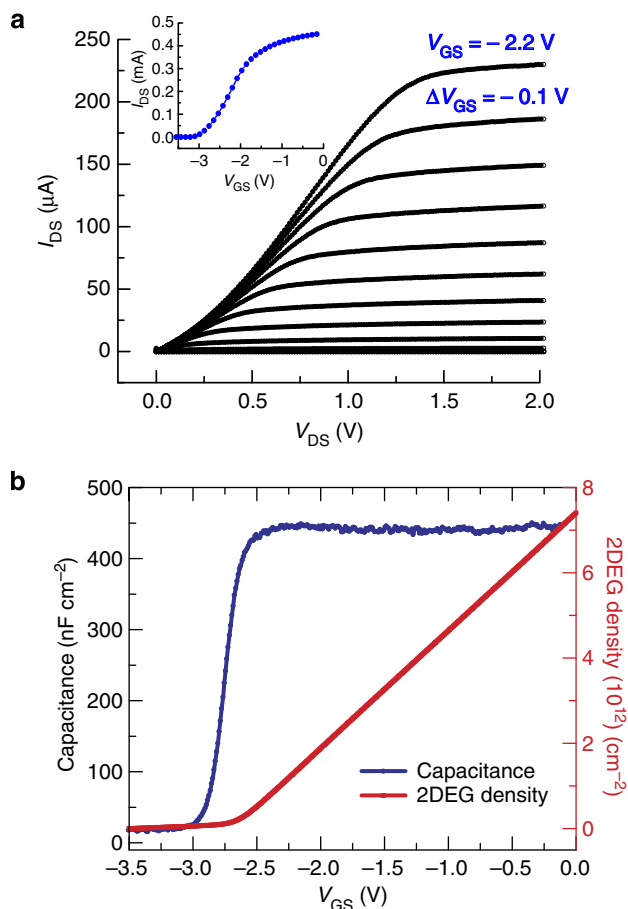 a
V_GS = – 2.2 V
ΔV_GS = – 0.1 V
I_DS (mA)
0.5
0.4
0.3
0.2
0.1
0.0
–3 –2 –1 0
V_GS (V)
I_DS (μA)
250
200
150
100
50
0
0.0 0.5 1.0 1.5 2.0
V_DS (V)
b
Capacitance (nF cm⁻²)
500
400
300
200
100
0
8
6
4
2
0
2DEG density (10¹²) (cm⁻²)
Capacitance
2DEG density
–3.5 –3.0 –2.5 –2.0 –1.5 –1.0 –0.5 0.0
V_GS (V)